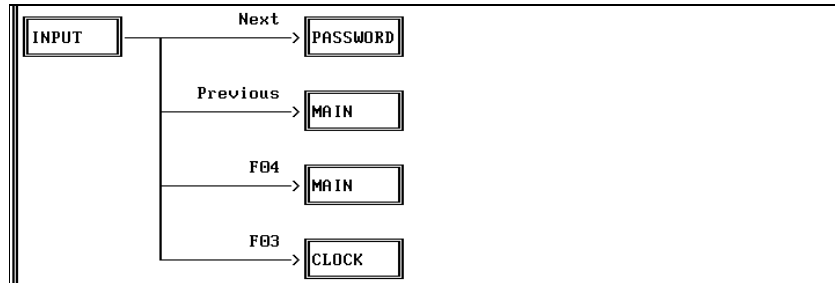 Next
INPUT PASSWORD
Previous
MAIN
F04
MAIN
F03
CLOCK